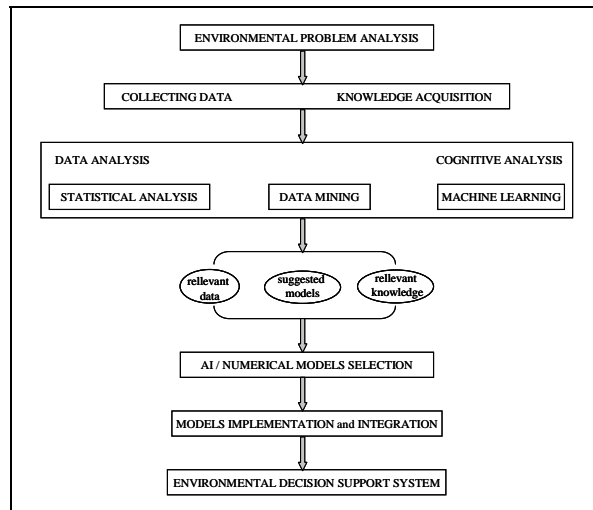 ENVIRONMENTAL PROBLEM ANALYSIS
COLLECTING DATA KNOWLEDGE ACQUISITION
DATA ANALYSIS COGNITIVE ANALYSIS
STATISTICAL ANALYSIS DATA MINING MACHINE LEARNING
rellevant
data
suggested
models
rellevant
knowledge
AI / NUMERICAL MODELS SELECTION
MODELS IMPLEMENTATION and INTEGRATION
ENVIRONMENTAL DECISION SUPPORT SYSTEM